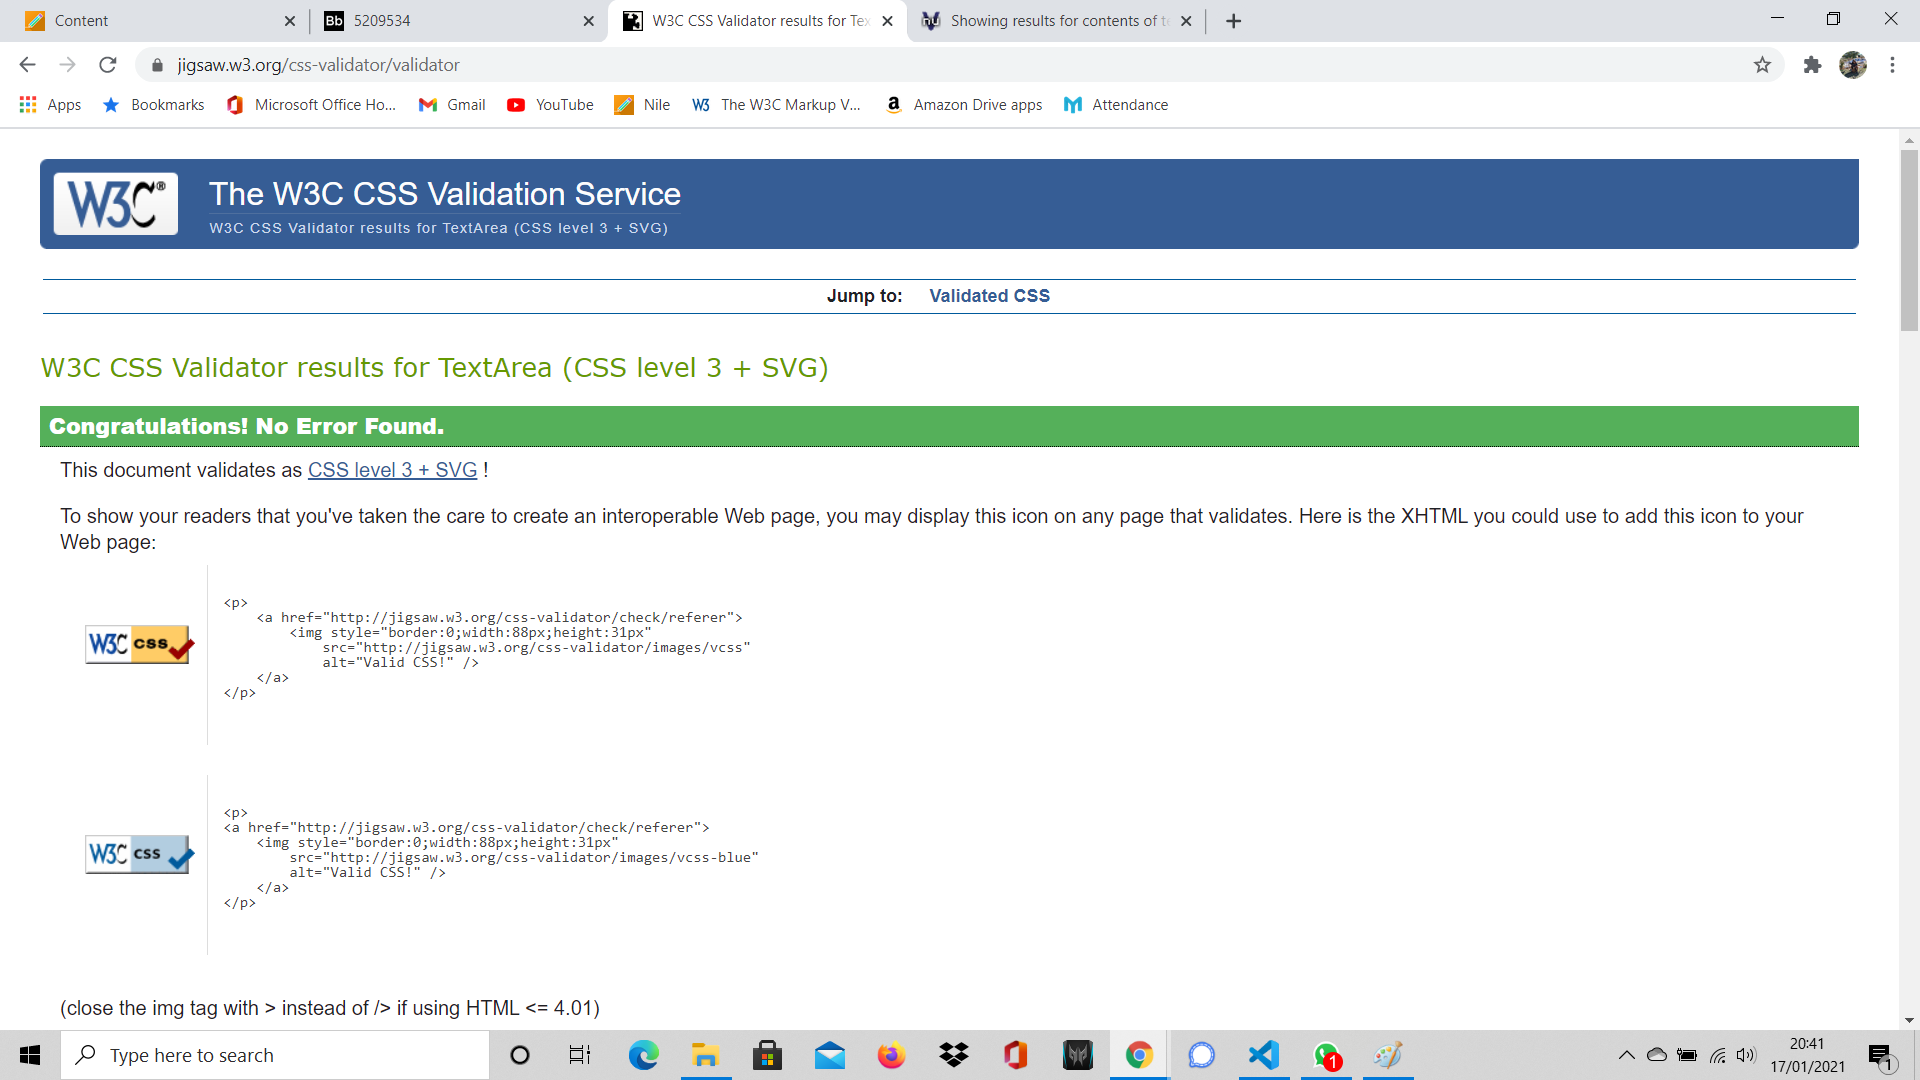 Content
Bb 5209534
W3C CSS Validator results for Tex
Showing results for contents of te
jigsaw.w3.org/css-validator/validator
Apps Bookmarks Microsoft Office Ho... Gmail YouTube Nile W3 The W3C Markup V... a Amazon Drive apps Attendance
W3C® The W3C CSS Validation Service
W3C CSS Validator results for TextArea (CSS level 3 + SVG)
Jump to: Validated CSS
W3C CSS Validator results for TextArea (CSS level 3 + SVG)
Congratulations! No Error Found.
This document validates as CSS level 3 + SVG !
To show your readers that you've taken the care to create an interoperable Web page, you may display this icon on any page that validates. Here is the XHTML you could use to add this icon to your
Web page:
W3C css
<p>
    <a href="http://jigsaw.w3.org/css-validator/check/referer">
        <img style="border:0;width:88px;height:31px"
            src="http://jigsaw.w3.org/css-validator/images/vcss"
            alt="Valid CSS!" />
    </a>
</p>
W3C css
<p>
<a href="http://jigsaw.w3.org/css-validator/check/referer">
    <img style="border:0;width:88px;height:31px"
        src="http://jigsaw.w3.org/css-validator/images/vcss-blue"
        alt="Valid CSS!" />
    </a>
</p>
(close the img tag with > instead of /> if using HTML <= 4.01)
Type here to search
1
20:41
17/01/2021
1